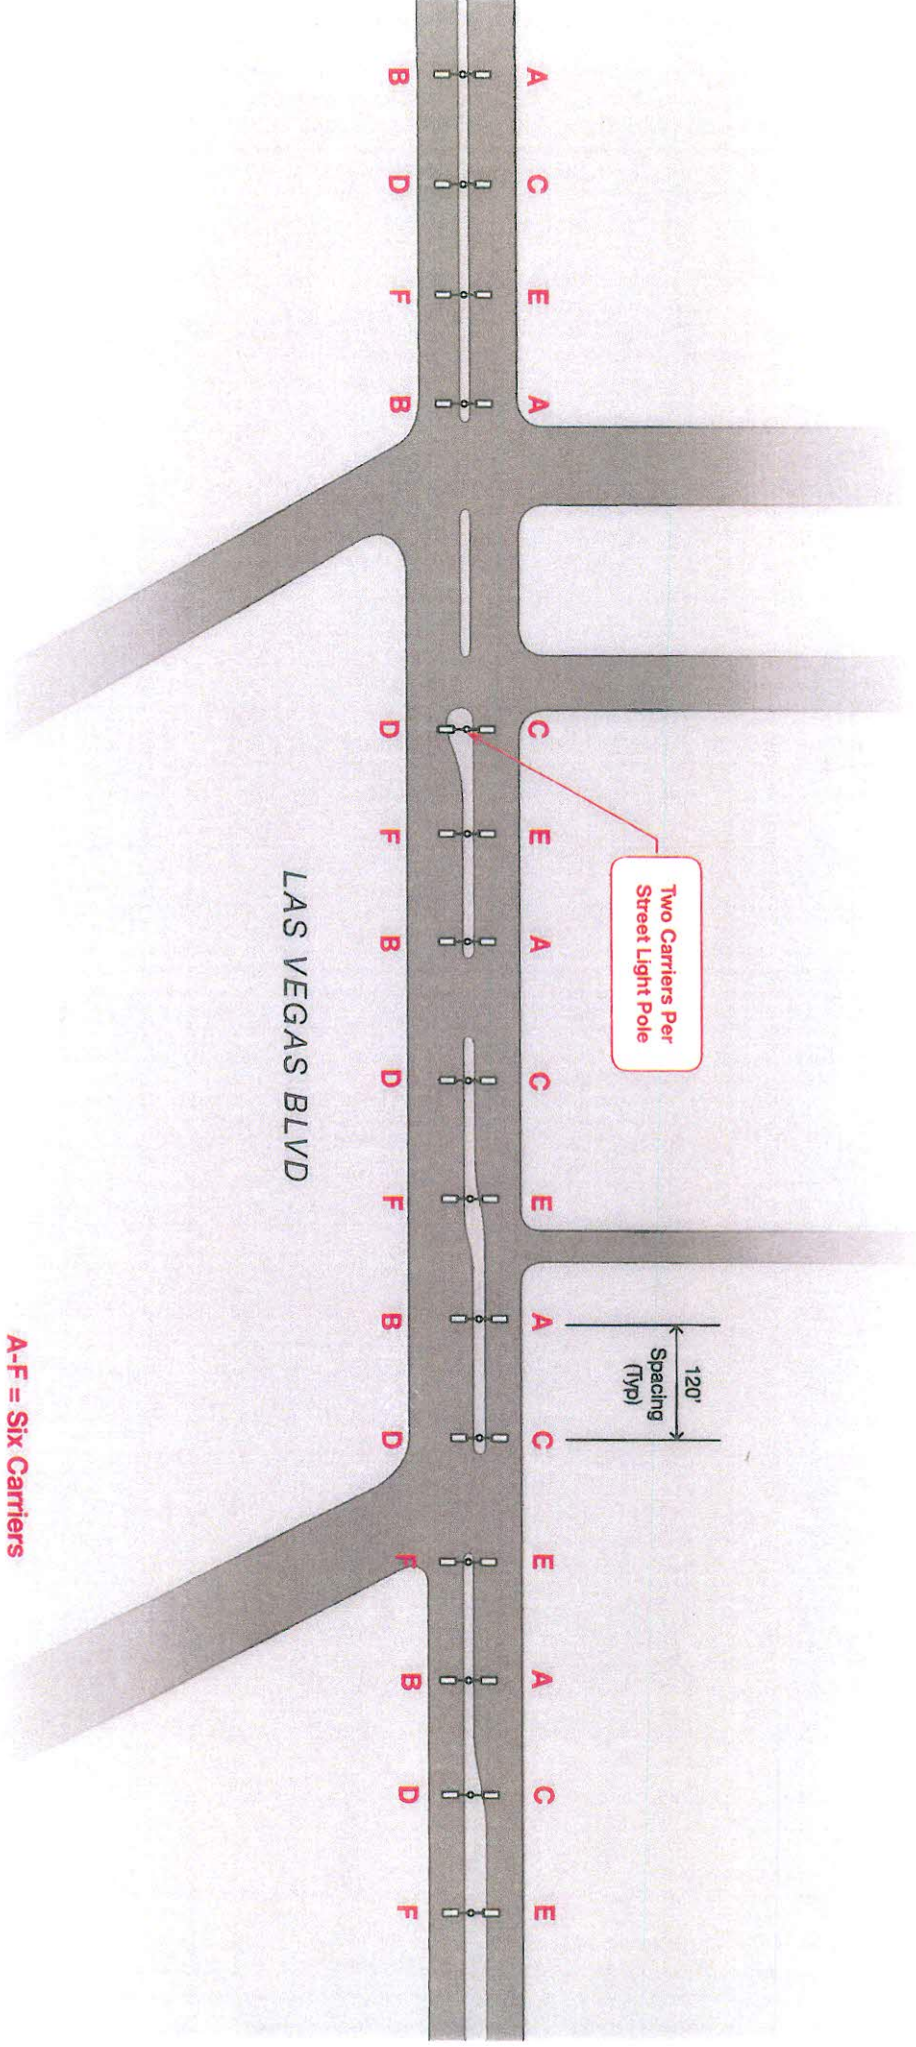 Two Carriers Per
Street Light Pole
120'
Spacing
(Typ)
A C E A C E A C E A C E A C E
B D F B D F B D F B D F B D F
LAS VEGAS BLVD
A-F = Six Carriers